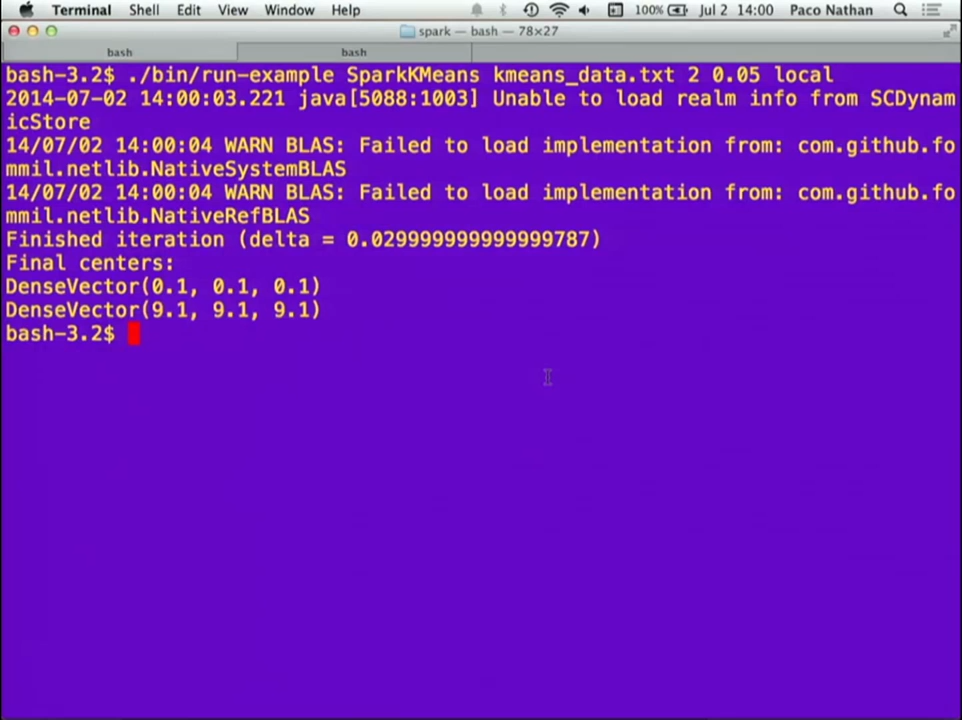 Terminal Shell Edit View Window Help 100% Jul 2 14:00 Paco Nathan
spark — bash — 78×27
bash bash
bash-3.2$ ./bin/run-example SparkKMeans kmeans_data.txt 2 0.05 local
2014-07-02 14:00:03.221 java[5088:1003] Unable to load realm info from SCDynam
icStore
14/07/02 14:00:04 WARN BLAS: Failed to load implementation from: com.github.fo
mmil.netlib.NativeSystemBLAS
14/07/02 14:00:04 WARN BLAS: Failed to load implementation from: com.github.fo
mmil.netlib.NativeRefBLAS
Finished iteration (delta = 0.029999999999999787)
Final centers:
DenseVector(0.1, 0.1, 0.1)
DenseVector(9.1, 9.1, 9.1)
bash-3.2$